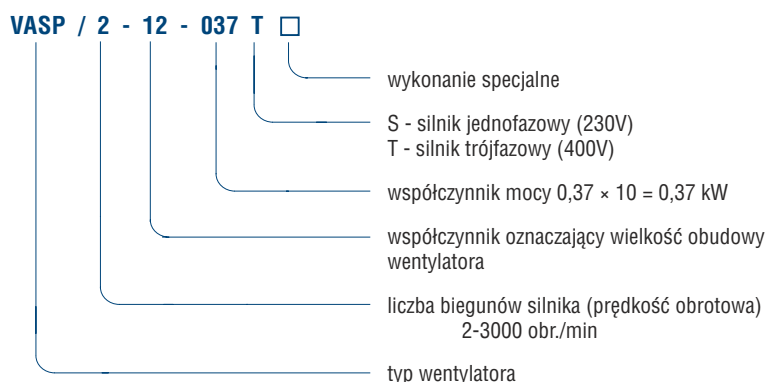 VASP / 2 - 12 - 037 T □
wykonanie specjalne
S - silnik jednofazowy (230V)
T - silnik trójfazowy (400V)
współczynnik mocy 0,37 × 10 = 0,37 kW
współczynnik oznaczający wielkość obudowy
wentylatora
liczba biegunów silnika (prędkość obrotowa)
2-3000 obr./min
typ wentylatora